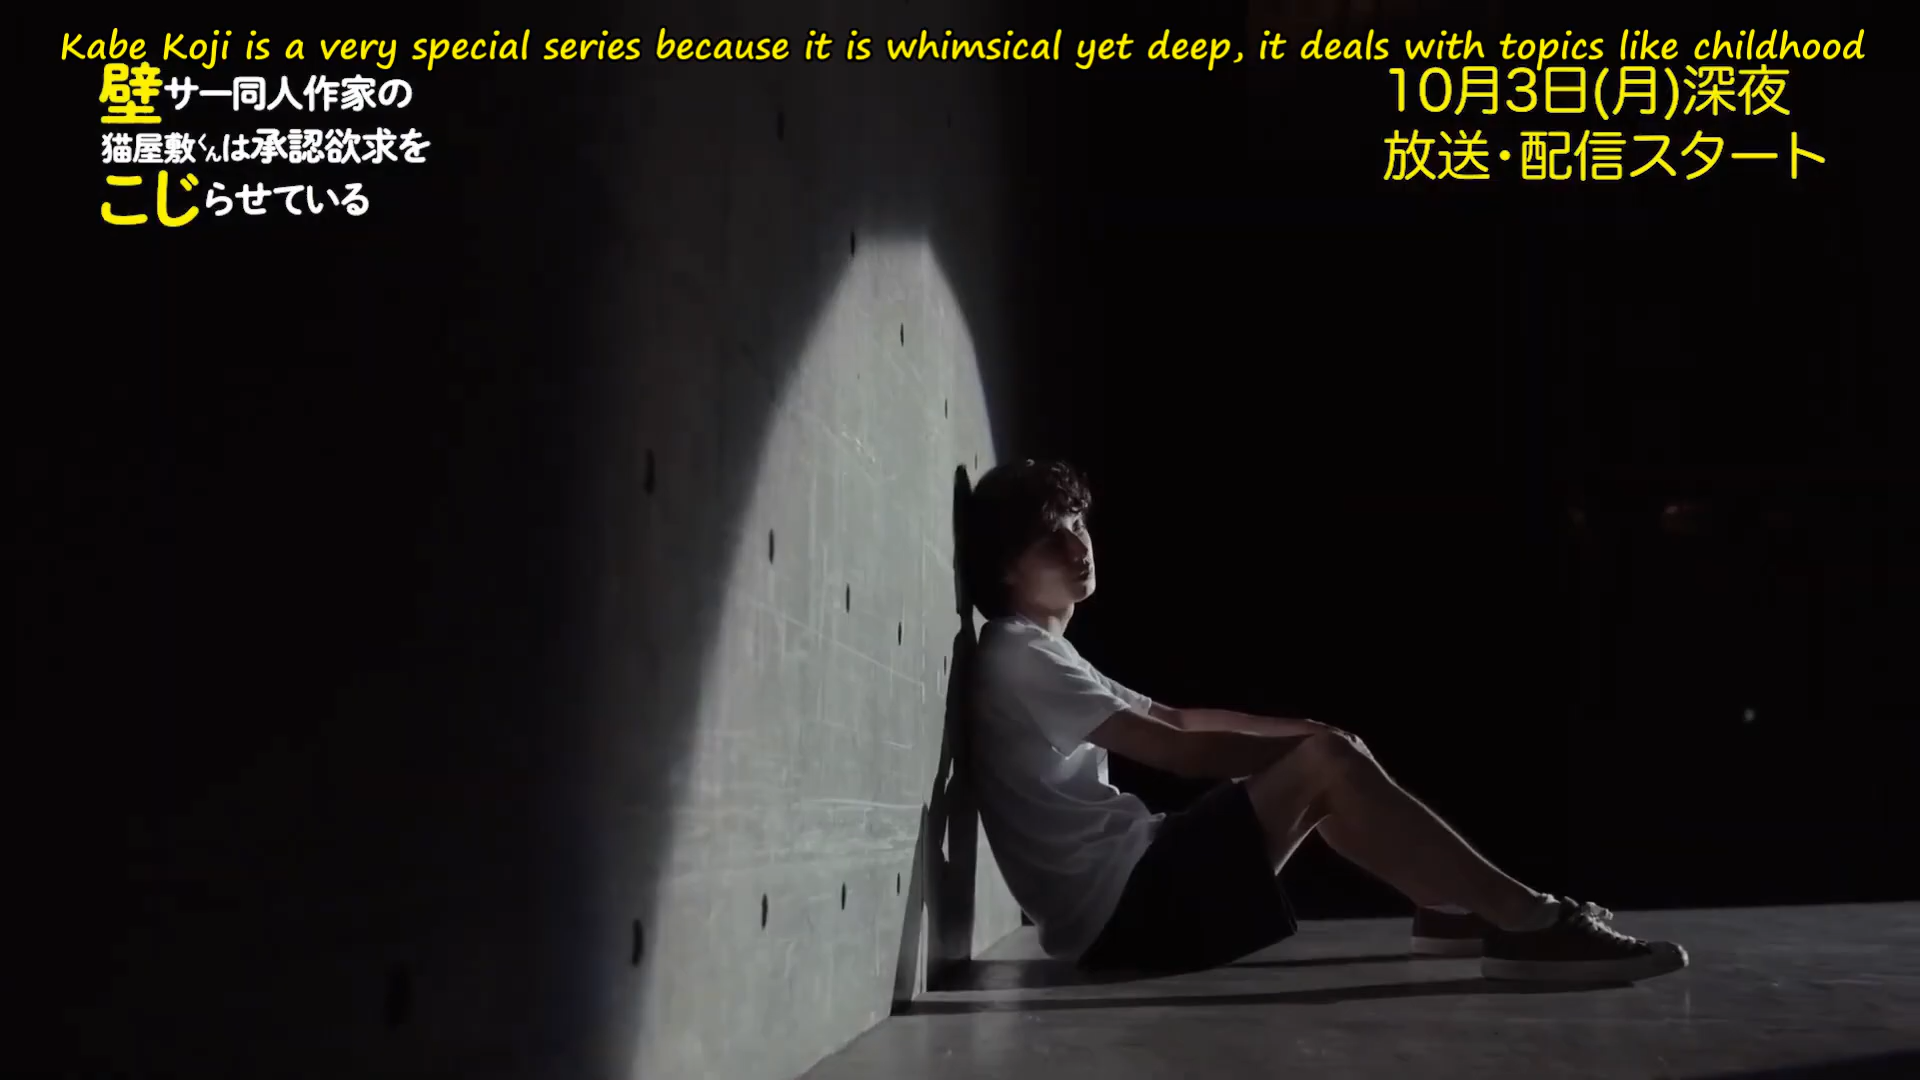 Kabe Koji is a very special series because it is whimsical yet deep, it deals with topics like childhood
壁サー同人作家の
猫屋敷くんは承認欲求を
こじらせている
10月3日(月)深夜
放送・配信スタート